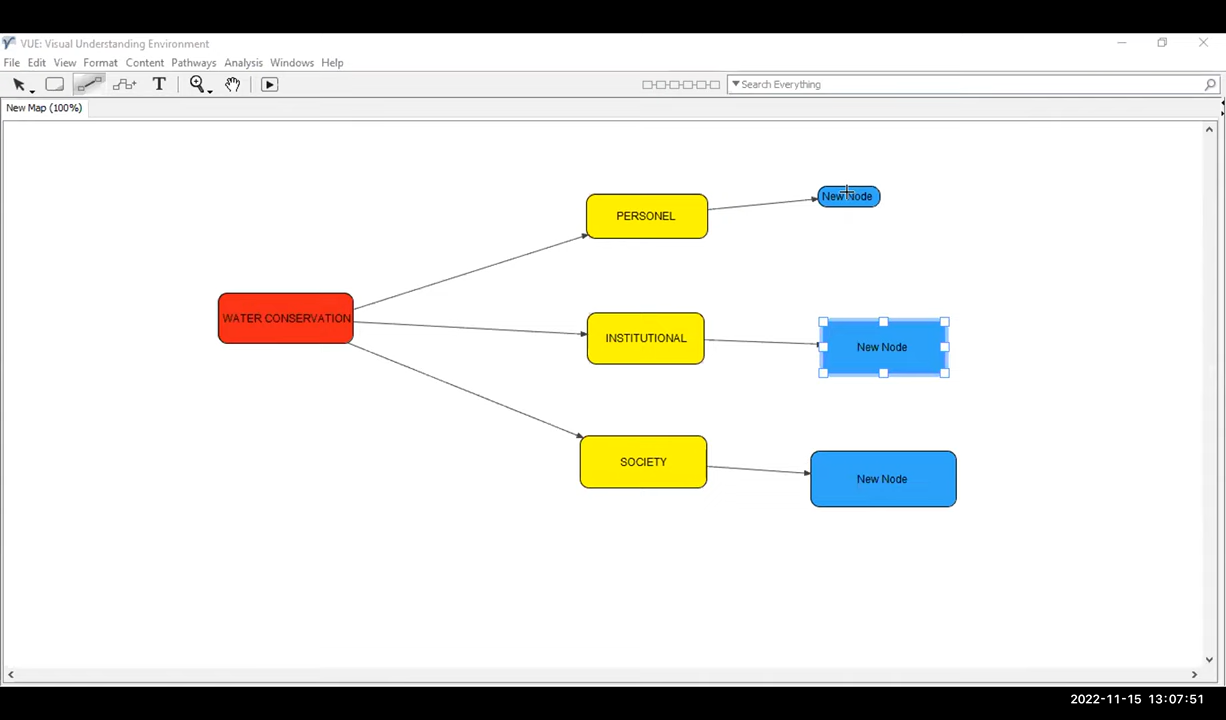 VUE: Visual Understanding Environment
File Edit View Format Content Pathways Analysis Windows Help
T
Search Everything
New Map (100%)
New Node
PERSONEL
WATER CONSERVATION
INSTITUTIONAL
New Node
SOCIETY
New Node
2022-11-15 13:07:51